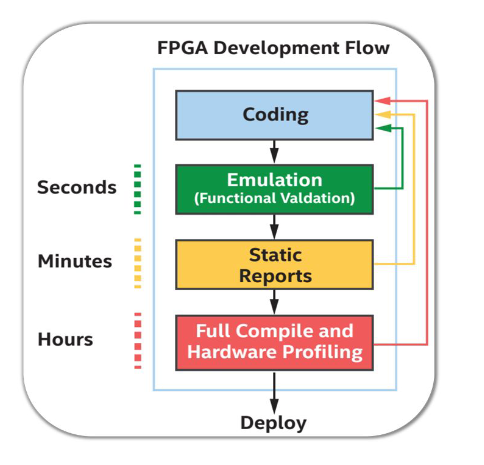 FPGA Development Flow
Coding
Seconds
Emulation
(Functional Valdation)
Minutes
Static
Reports
Hours
Full Compile and
Hardware Profiling
Deploy